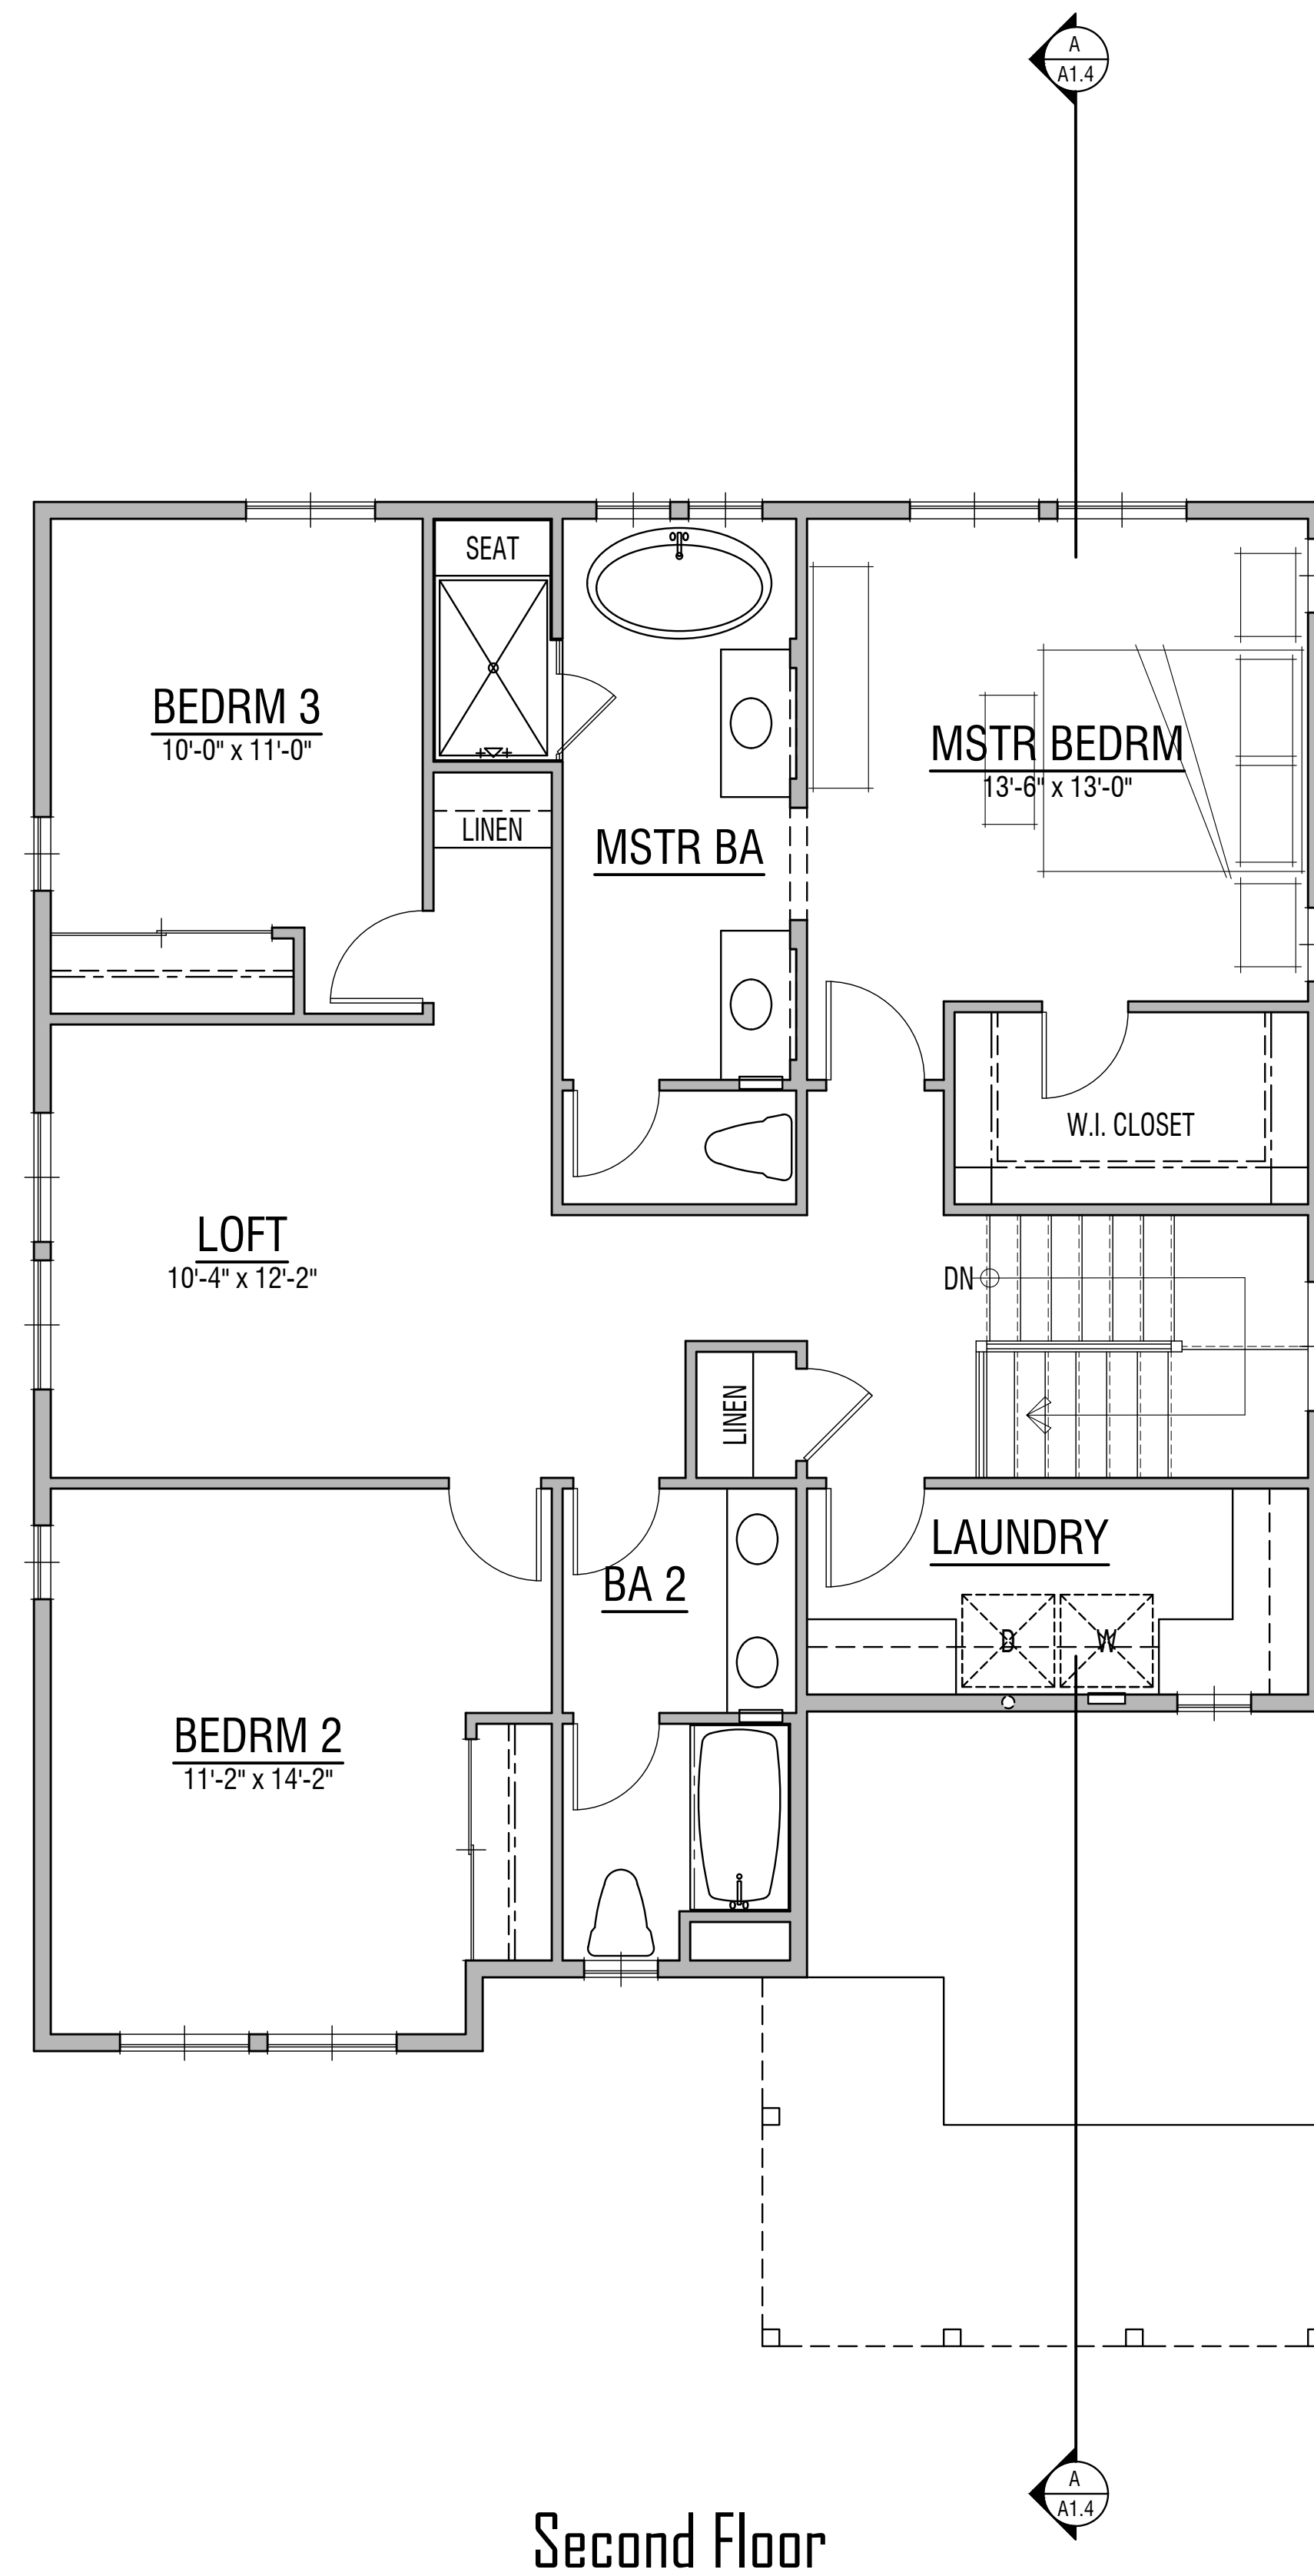 A
A1.4
SEAT
BEDRM 3
10'-0" x 11'-0"
MSTR BEDRM
13'-6" x 13'-0"
LINEN
MSTR BA
W.I. CLOSET
LOFT
10'-4" x 12'-2"
DN
LINEN
LAUNDRY
BA 2
D
W
BEDRM 2
11'-2" x 14'-2"
A
A1.4
Second Floor